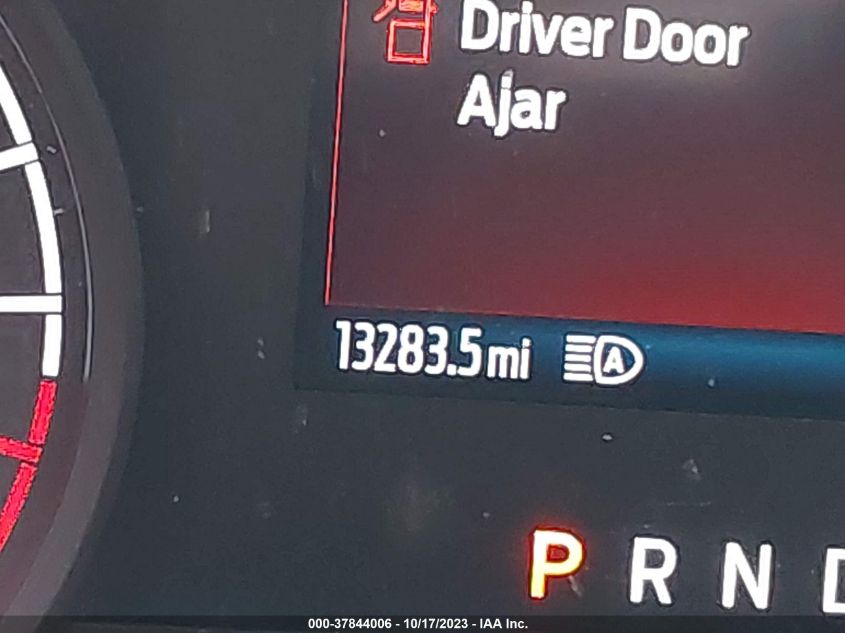 Driver Door
Ajar
13283.5 mi A
P R N D
000-37844006 - 10/17/2023 - IAA Inc.